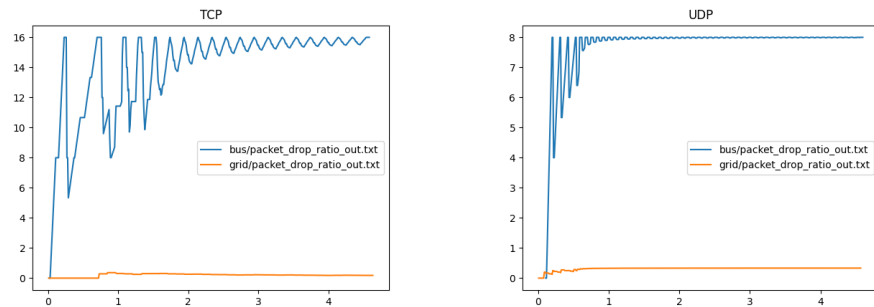 TCP
16
14
12
10
8
6
4
2
0
bus/packet_drop_ratio_out.txt
grid/packet_drop_ratio_out.txt
0 1 2 3 4
UDP
8
7
6
5
4
3
2
1
0
bus/packet_drop_ratio_out.txt
grid/packet_drop_ratio_out.txt
0 1 2 3 4